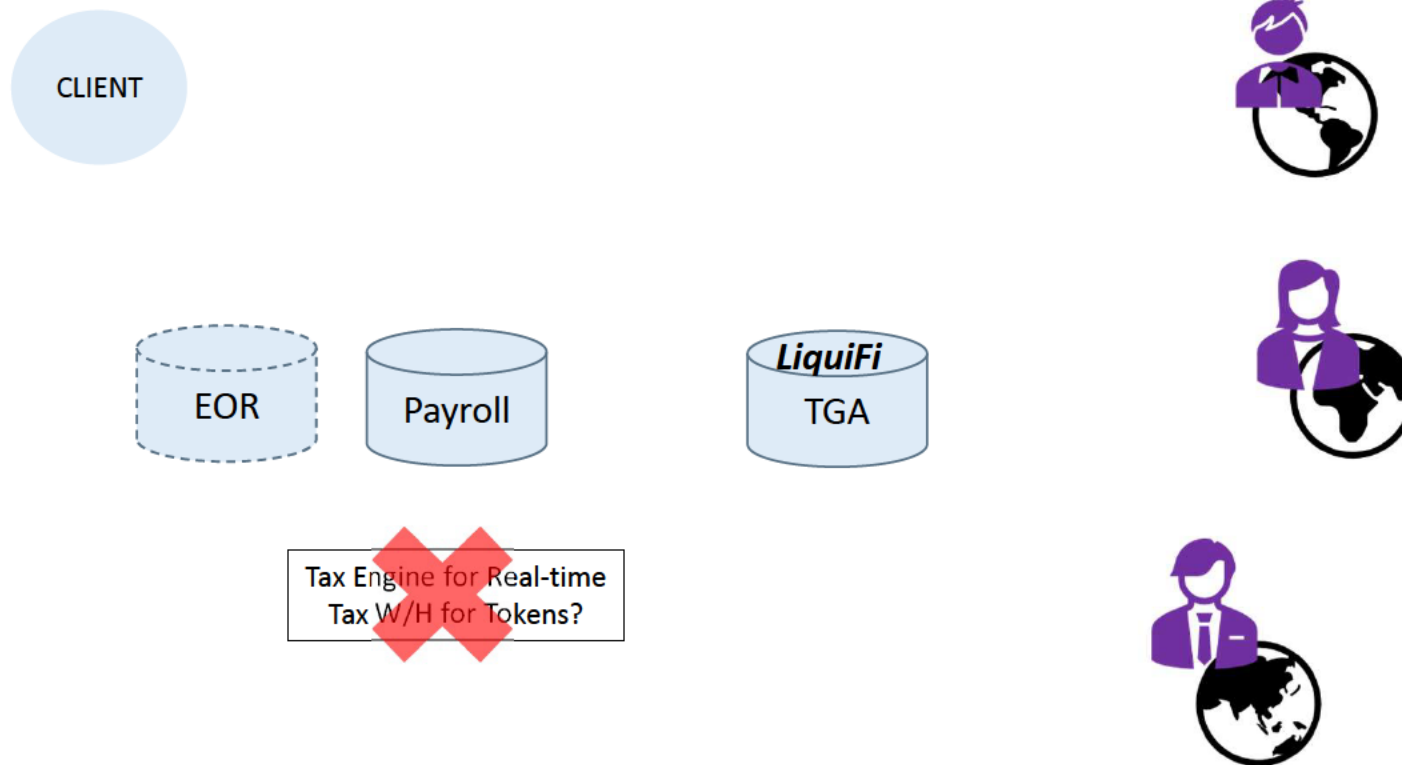 CLIENT
EOR
Payroll
LiquiFi
TGA
Tax Engine for Real-time
Tax W/H for Tokens?